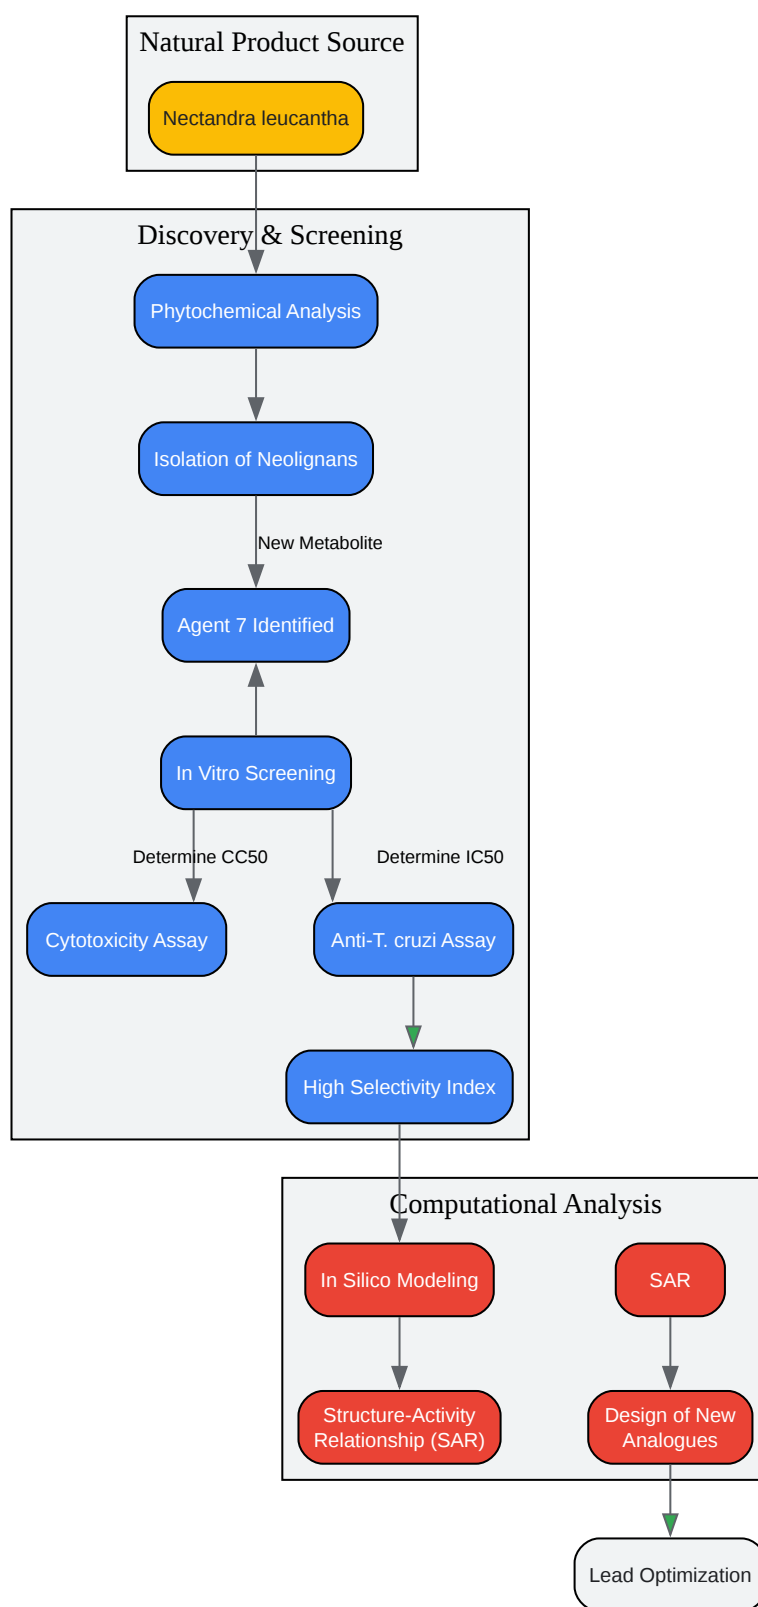 Natural Product Source
Nectandra leucantha
Discovery & Screening
Phytochemical Analysis
Isolation of Neolignans
New Metabolite
Agent 7 Identified
In Vitro Screening
Determine CC50
Determine IC50
Cytotoxicity Assay
Anti-T. cruzi Assay
High Selectivity Index
Computational Analysis
In Silico Modeling
SAR
Structure-Activity
Relationship (SAR)
Design of New
Analogues
Lead Optimization